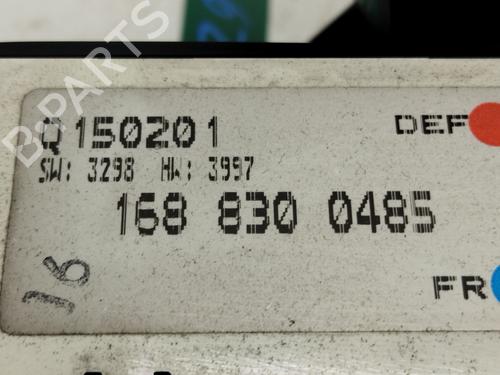 Q150201
DEF
SW: 3298 HW: 3997
168 830 0485
FR
16
B-PARTS